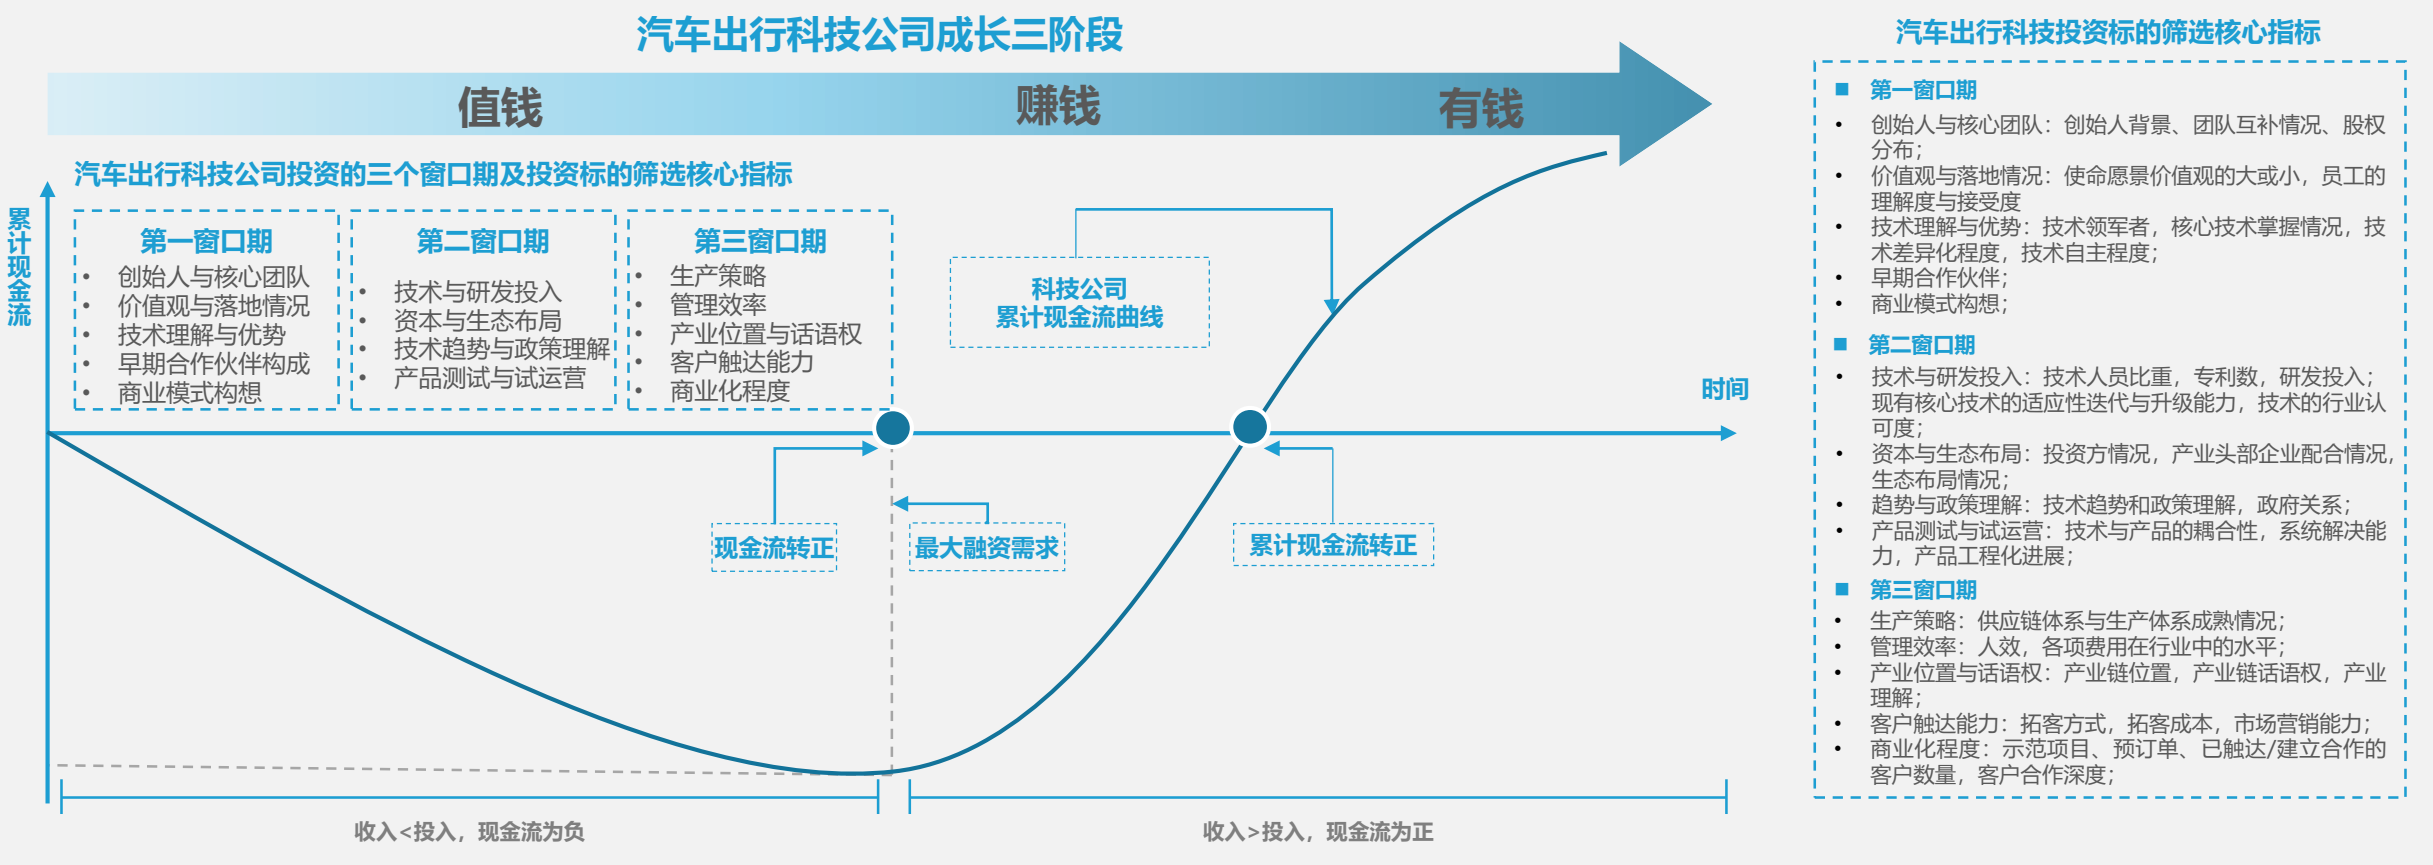 汽车出行科技公司成长三阶段
值钱
赚钱
有钱
汽车出行科技公司投资的三个窗口期及投资标的筛选核心指标
累计现金流
第一窗口期
• 创始人与核心团队
• 价值观与落地情况
• 技术理解与优势
• 早期合作伙伴构成
• 商业模式构想
第二窗口期
• 技术与研发投入
• 资本与生态布局
• 技术趋势与政策理解
• 产品测试与试运营
第三窗口期
• 生产策略
• 管理效率
• 产业位置与话语权
• 客户触达能力
• 商业化程度
科技公司
累计现金流曲线
时间
现金流转正
最大融资需求
累计现金流转正
收入<投入，现金流为负
收入>投入，现金流为正
汽车出行科技投资标的筛选核心指标
■ 第一窗口期
• 创始人与核心团队：创始人背景、团队互补情况、股权
分布；
• 价值观与落地情况：使命愿景价值观的大或小，员工的
理解度与接受度
• 技术理解与优势：技术领军者，核心技术掌握情况，技
术差异化程度，技术自主程度；
• 早期合作伙伴；
• 商业模式构想；
■ 第二窗口期
• 技术与研发投入：技术人员比重，专利数，研发投入；
现有核心技术的适应性迭代与升级能力，技术的行业认
可度；
• 资本与生态布局：投资方情况，产业头部企业配合情况，
生态布局情况；
• 趋势与政策理解：技术趋势和政策理解，政府关系；
• 产品测试与试运营：技术与产品的耦合性，系统解决能
力，产品工程化进展；
■ 第三窗口期
• 生产策略：供应链体系与生产体系成熟情况；
• 管理效率：人效，各项费用在行业中的水平；
• 产业位置与话语权：产业链位置，产业链话语权，产业
理解；
• 客户触达能力：拓客方式，拓客成本，市场营销能力；
• 商业化程度：示范项目、预订单、已触达/建立合作的
客户数量，客户合作深度；